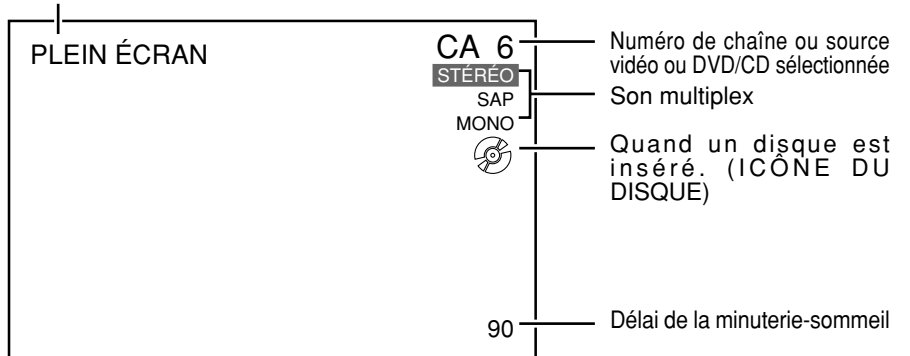 PLEIN ÉCRAN
CA 6
STÉRÉO
SAP
MONO
90
Numéro de chaîne ou source
vidéo ou DVD/CD sélectionnée
Son multiplex
Quand un disque est
inséré. (ICÔNE DU
DISQUE)
Délai de la minuterie-sommeil